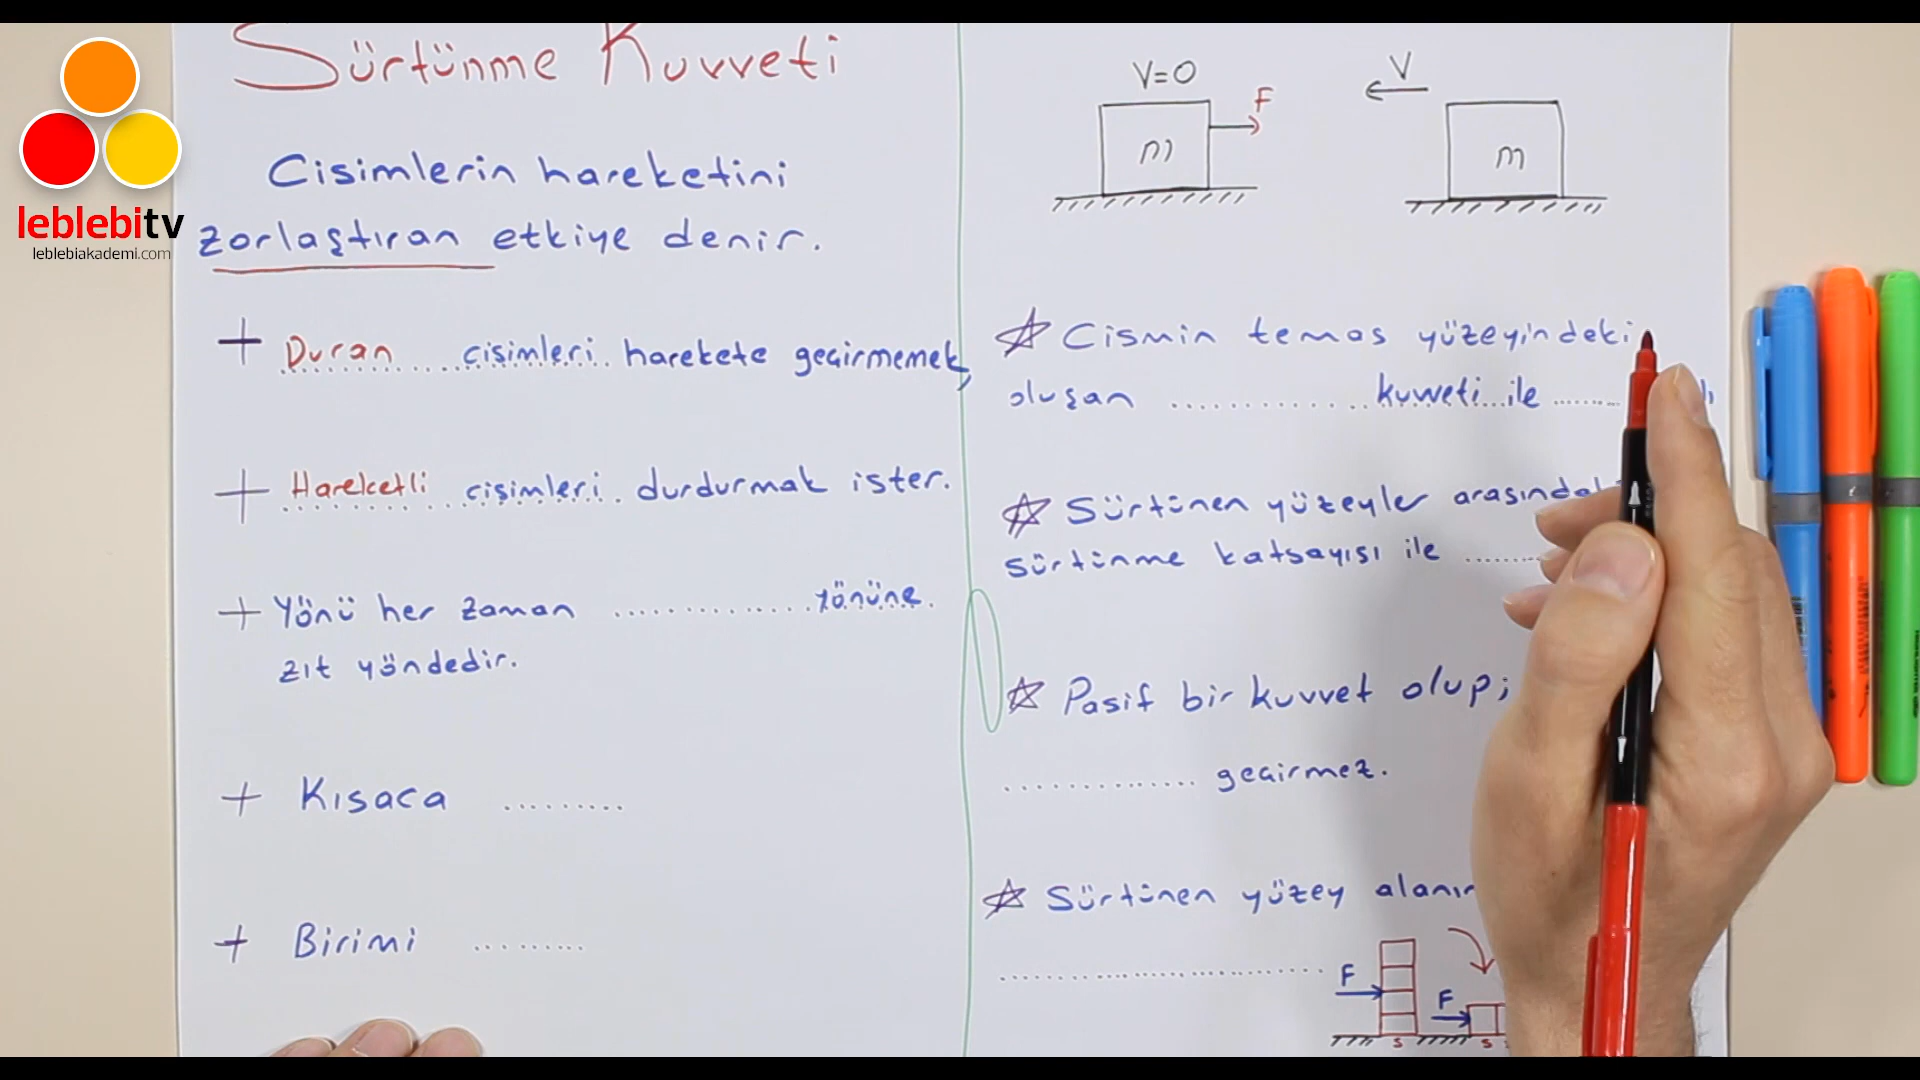 leblebitv
leblebiakademi.com
Sürtünme Kuvveti
Cisimlerin hareketini
zorlaştıran etkiye denir.
+ Duran cisimleri harekete geçirmemek,
+ Hareketli cisimleri durdurmak ister.
+ Yönü her zaman .............. yönüne
zıt yöndedir.
+ Kısaca .........
+ Birimi .........
V=0
F
m
V
m
☆ Cismin temas yüzeyindeki
oluşan ............. kuvveti ile ........
☆ Sürtünen yüzeyler
sürtünme katsayısı ile ........
☆ Pasif bir kuvvet olup;
............. geçirmez.
☆ Sürtünen yüzey
..........................
F
F
s
s